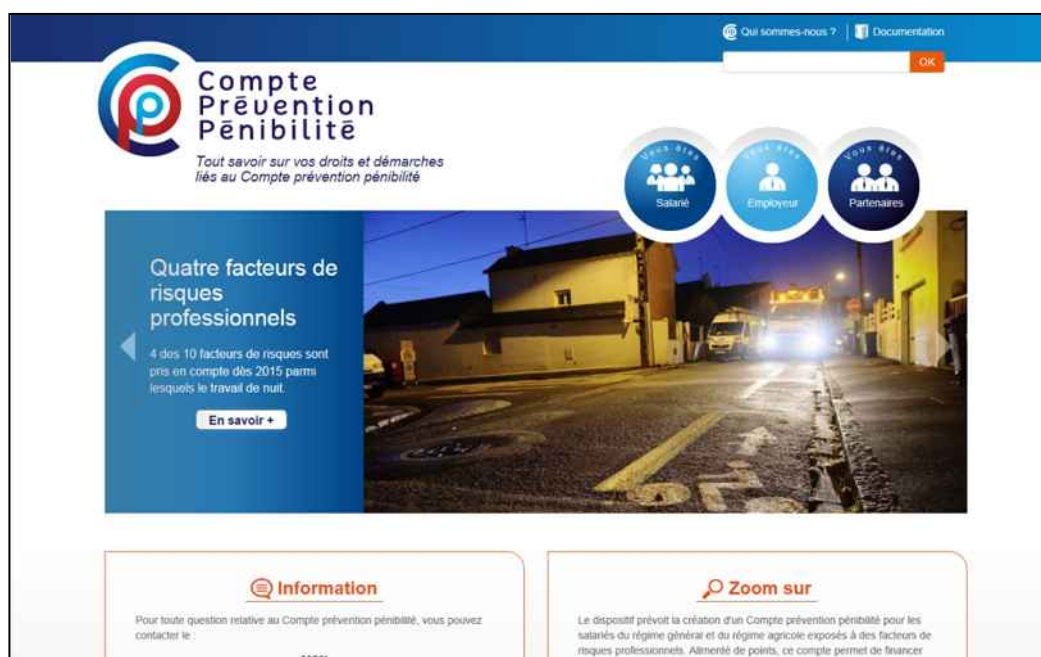 Qui sommes-nous ?
Documentation
OK
Compte
Prévention
Pénibilité
Tout savoir sur vos droits et démarches
liés au Compte prévention pénibilité
Vous êtes
Salarié
Vous êtes
Employeur
Vous êtes
Partenaires
Quatre facteurs de
risques
professionnels
4 des 10 facteurs de risques sont
pris en compte dès 2015 parmi
lesquels le travail de nuit.
En savoir +
Information
Pour toute question relative au Compte prévention pénibilité, vous pouvez
contacter le :
Zoom sur
Le dispositif prévoit la création d'un Compte prévention pénibilité pour les
salariés du régime général et du régime agricole exposés à des facteurs de
risques professionnels. Alimenté de points, ce compte permet de financer